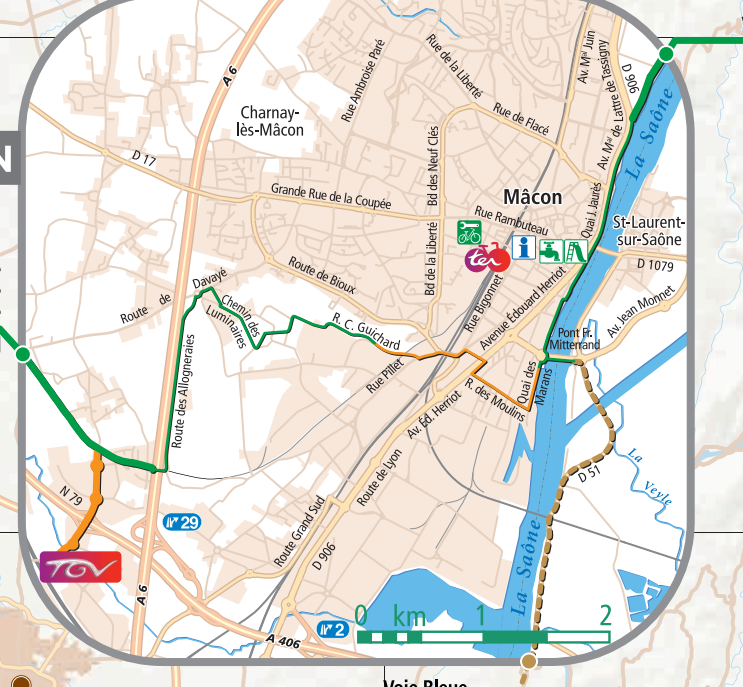 A 6
Rue Ambroise Paré
Rue de la Liberté
Av. Mal Juin
D 906
Av. Mal de Lattre de Tassigny
La Saône
Charnay-
lès-Mâcon
Rue de Flacé
N
D 17
Bd des Neuf Clés
Grande Rue de la Coupée
Mâcon
Rue Rambuteau
Quai J. Jaurès
St-Laurent-
sur-Saône
Bd de la Liberté
ter
i
D 1079
Route de Bioux
Route de Davayé
Chemin des
Luminaires
Rue Bigonnet
Avenue Édouard Herriot
Av. Jean Monnet
R. C. Guichard
Pont Fr.
Mitterrand
Route des Allogneraies
Rue Pillet
Quai des
Marans
R. des Moulins
Av. Éd. Herriot
La Veyle
D 51
Route de Lyon
N 79
29
Route Grand Sud
TGV
D 906
La Saône
A 6
0 km 1 2
2
A 406
Voie Bleue